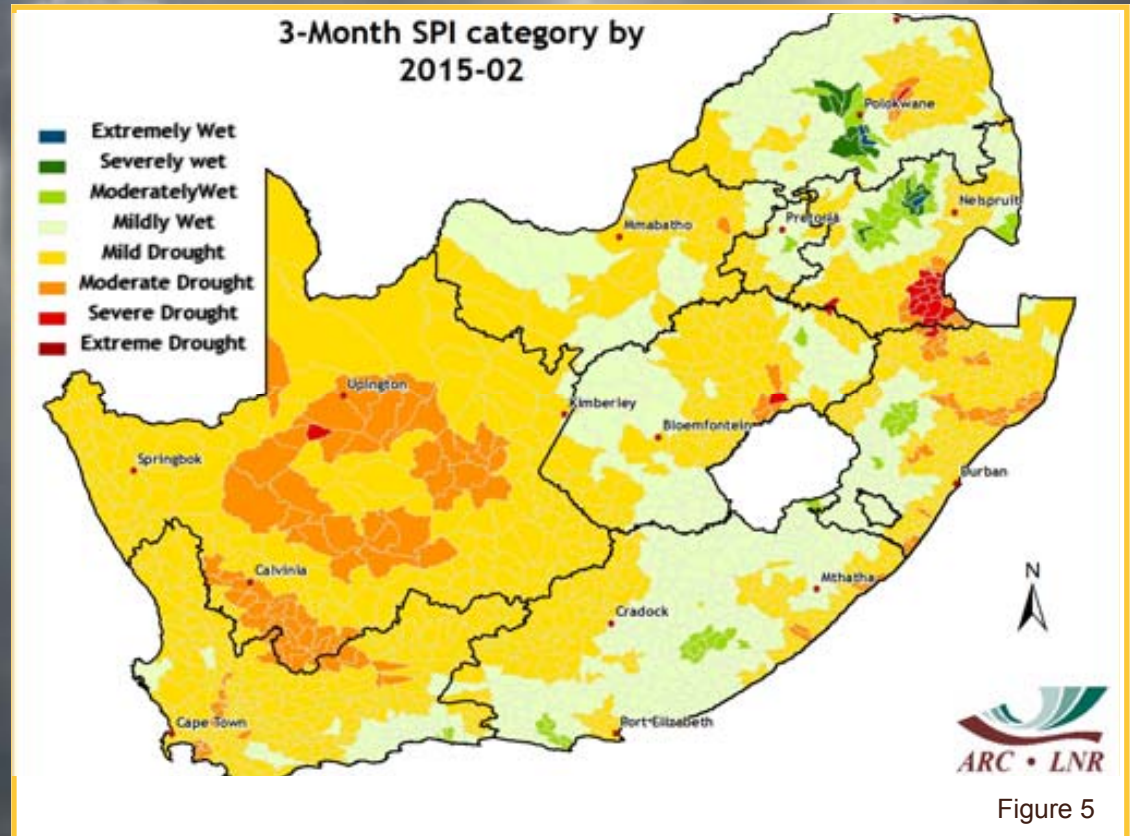 3-Month SPI category by
2015-02
Extremely Wet
Severely wet
ModeratelyWet
Mildly Wet
Mild Drought
Moderate Drought
Severe Drought
Extreme Drought
Polokwane
Nelspruit
Pretoria
Mmabatho
Upington
Kimberley
Bloemfontein
Springbok
Durban
Calvinia
Mthatha
Cradock
Cape Town
Port Elizabeth
N
ARC • LNR
Figure 5